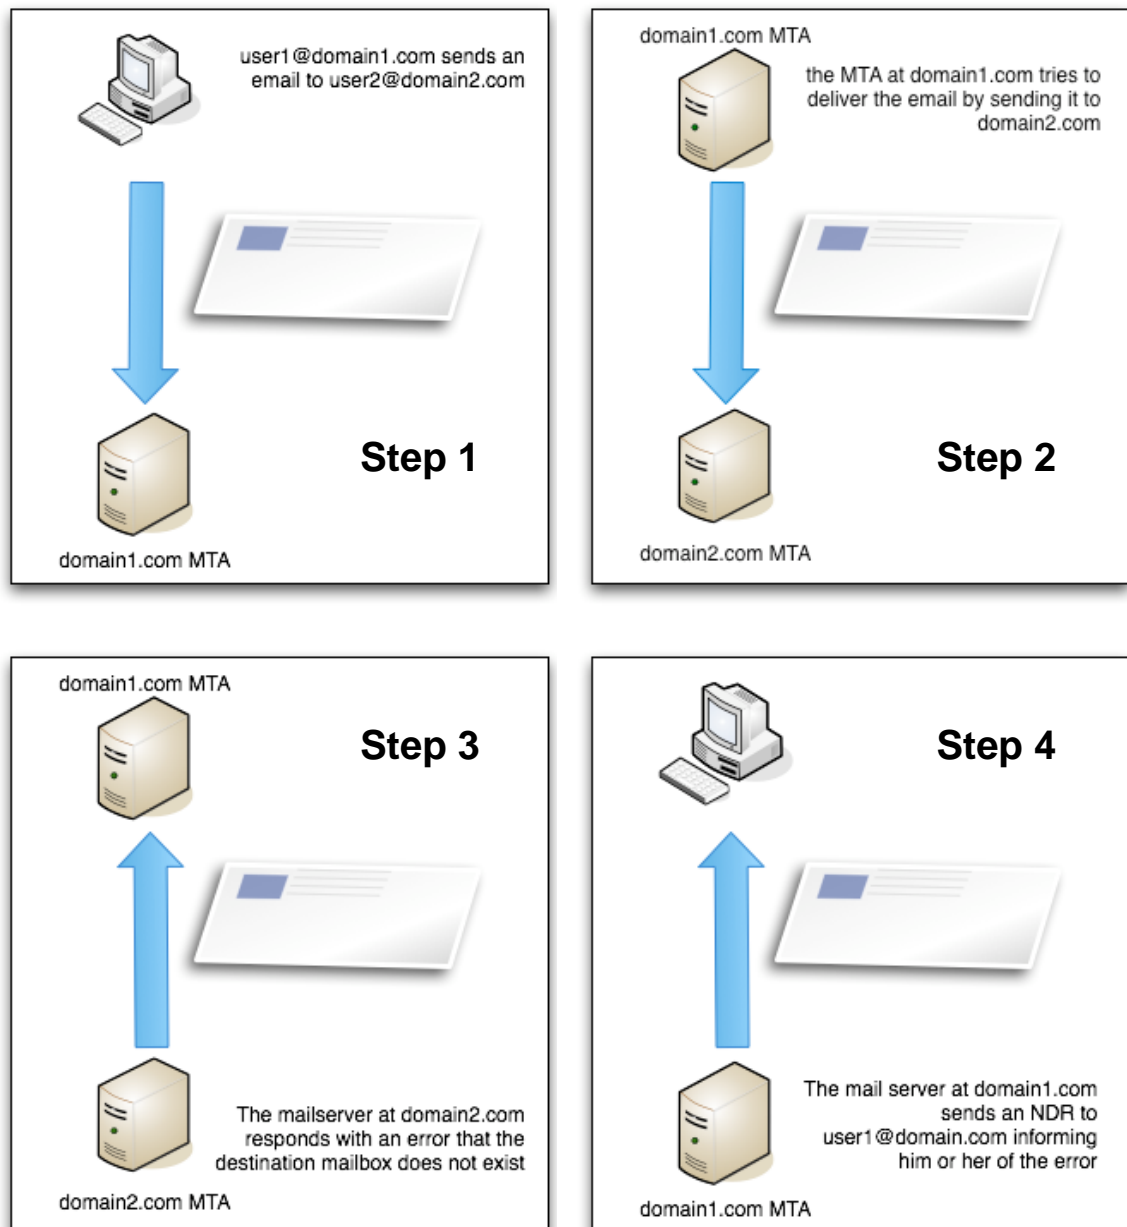 user1@domain1.com sends an
email to user2@domain2.com
Step 1
domain1.com MTA
domain1.com MTA
the MTA at domain1.com tries to
deliver the email by sending it to
domain2.com
Step 2
domain2.com MTA
domain1.com MTA
Step 3
The mailserver at domain2.com
responds with an error that the
destination mailbox does not exist
domain2.com MTA
Step 4
The mail server at domain1.com
sends an NDR to
user1@domain.com informing
him or her of the error
domain1.com MTA